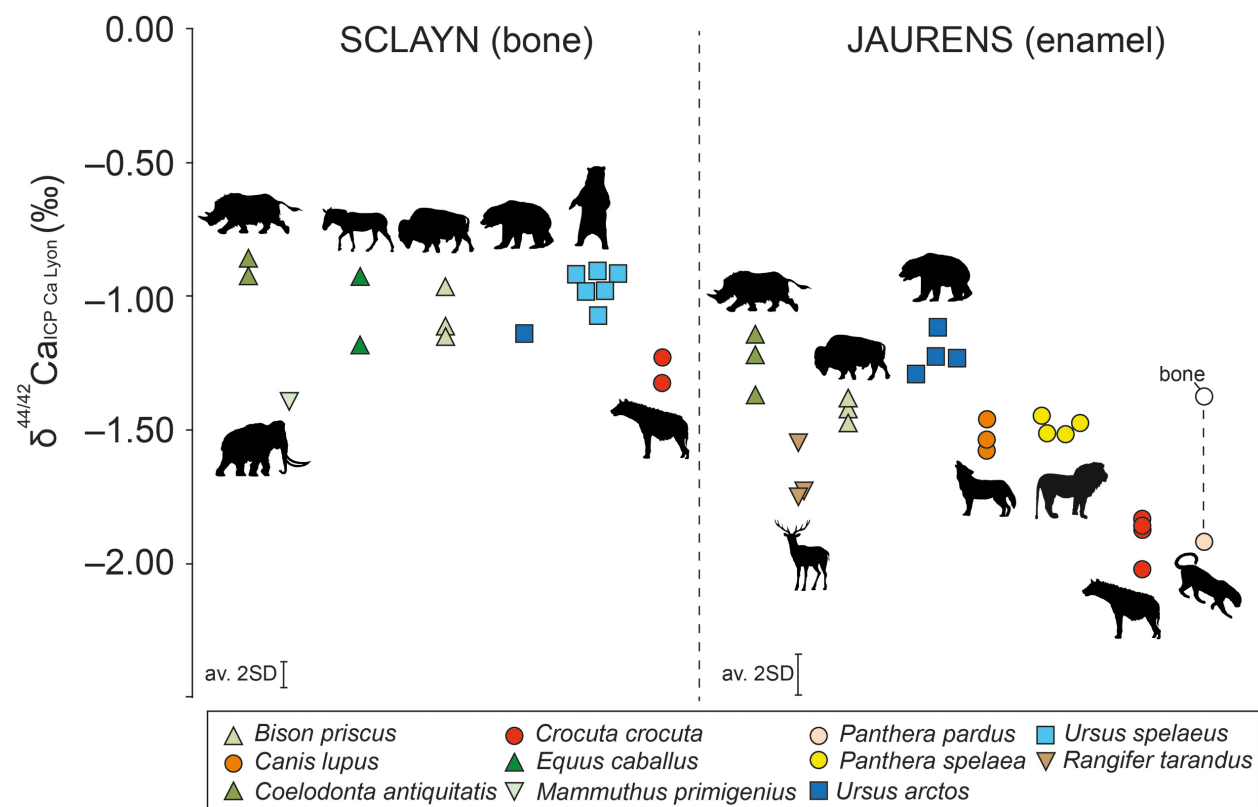 SCLAYN (bone)
JAURENS (enamel)
δ44/42CaICP Ca Lyon (‰)
0.00
–0.50
–1.00
–1.50
–2.00
bone
av. 2SD
av. 2SD
Bison priscus
Crocuta crocuta
Panthera pardus
Ursus spelaeus
Canis lupus
Equus caballus
Panthera spelaea
Rangifer tarandus
Coelodonta antiquitatis
Mammuthus primigenius
Ursus arctos